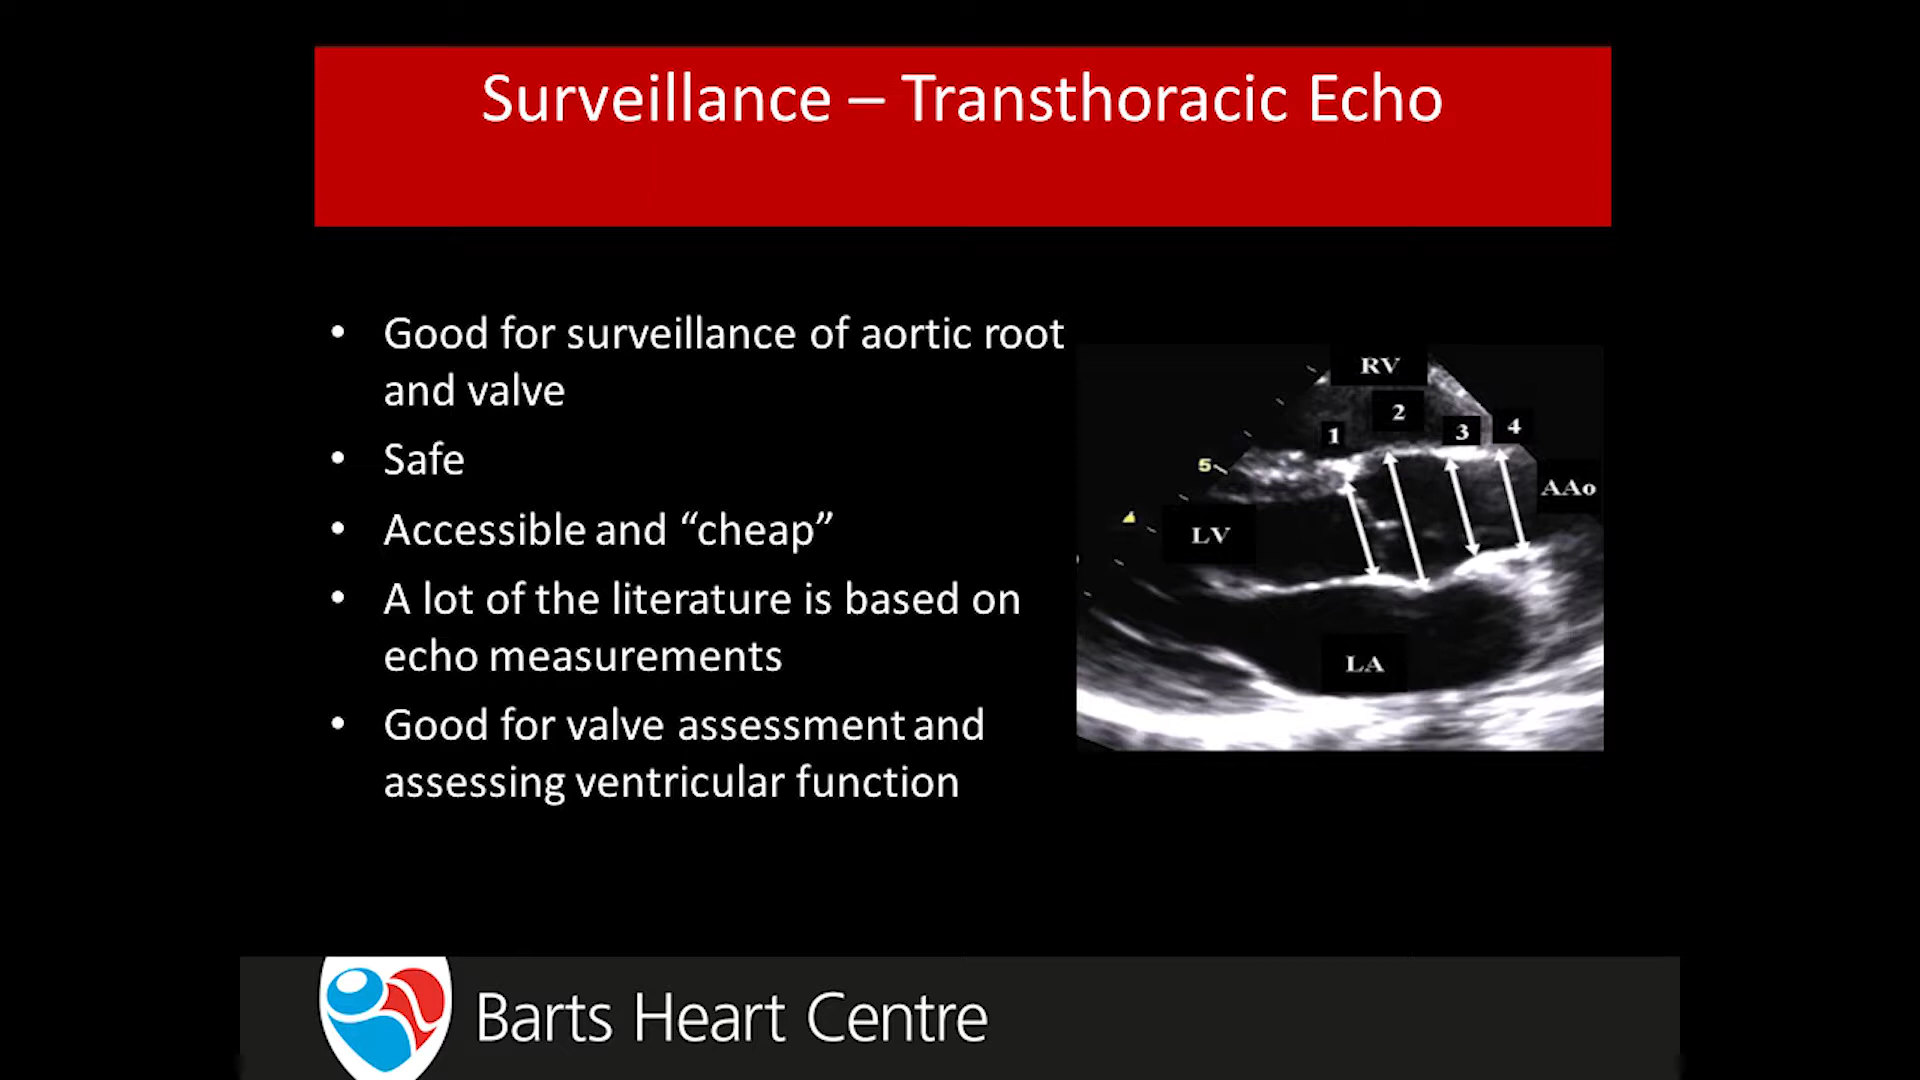 Surveillance – Transthoracic Echo
• Good for surveillance of aortic root
and valve
• Safe
• Accessible and “cheap”
• A lot of the literature is based on
echo measurements
• Good for valve assessment and
assessing ventricular function
RV
2
1
3
4
5
AAo
LV
LA
Barts Heart Centre